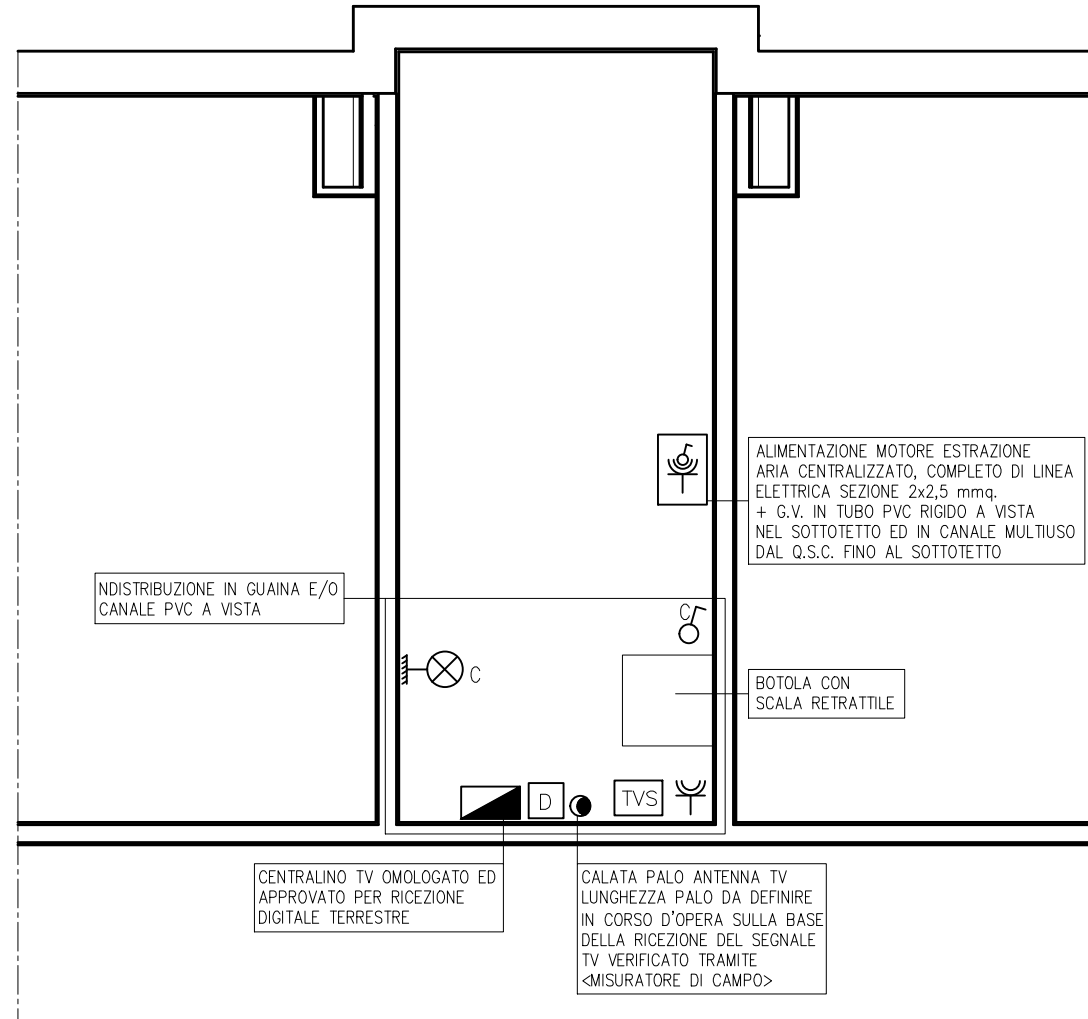 ALIMENTAZIONE MOTORE ESTRAZIONE
ARIA CENTRALIZZATO, COMPLETO DI LINEA
ELETTRICA SEZIONE 2x2,5 mmq.
+ G.V. IN TUBO PVC RIGIDO A VISTA
NEL SOTTOTETTO ED IN CANALE MULTIUSO
DAL Q.S.C. FINO AL SOTTOTETTO
NDISTRIBUZIONE IN GUAINA E/O
CANALE PVC A VISTA
C
C
BOTOLA CON
SCALA RETRATTILE
D
TVS
CENTRALINO TV OMOLOGATO ED
APPROVATO PER RICEZIONE
DIGITALE TERRESTRE
CALATA PALO ANTENNA TV
LUNGHEZZA PALO DA DEFINIRE
IN CORSO D'OPERA SULLA BASE
DELLA RICEZIONE DEL SEGNALE
TV VERIFICATO TRAMITE
<MISURATORE DI CAMPO>